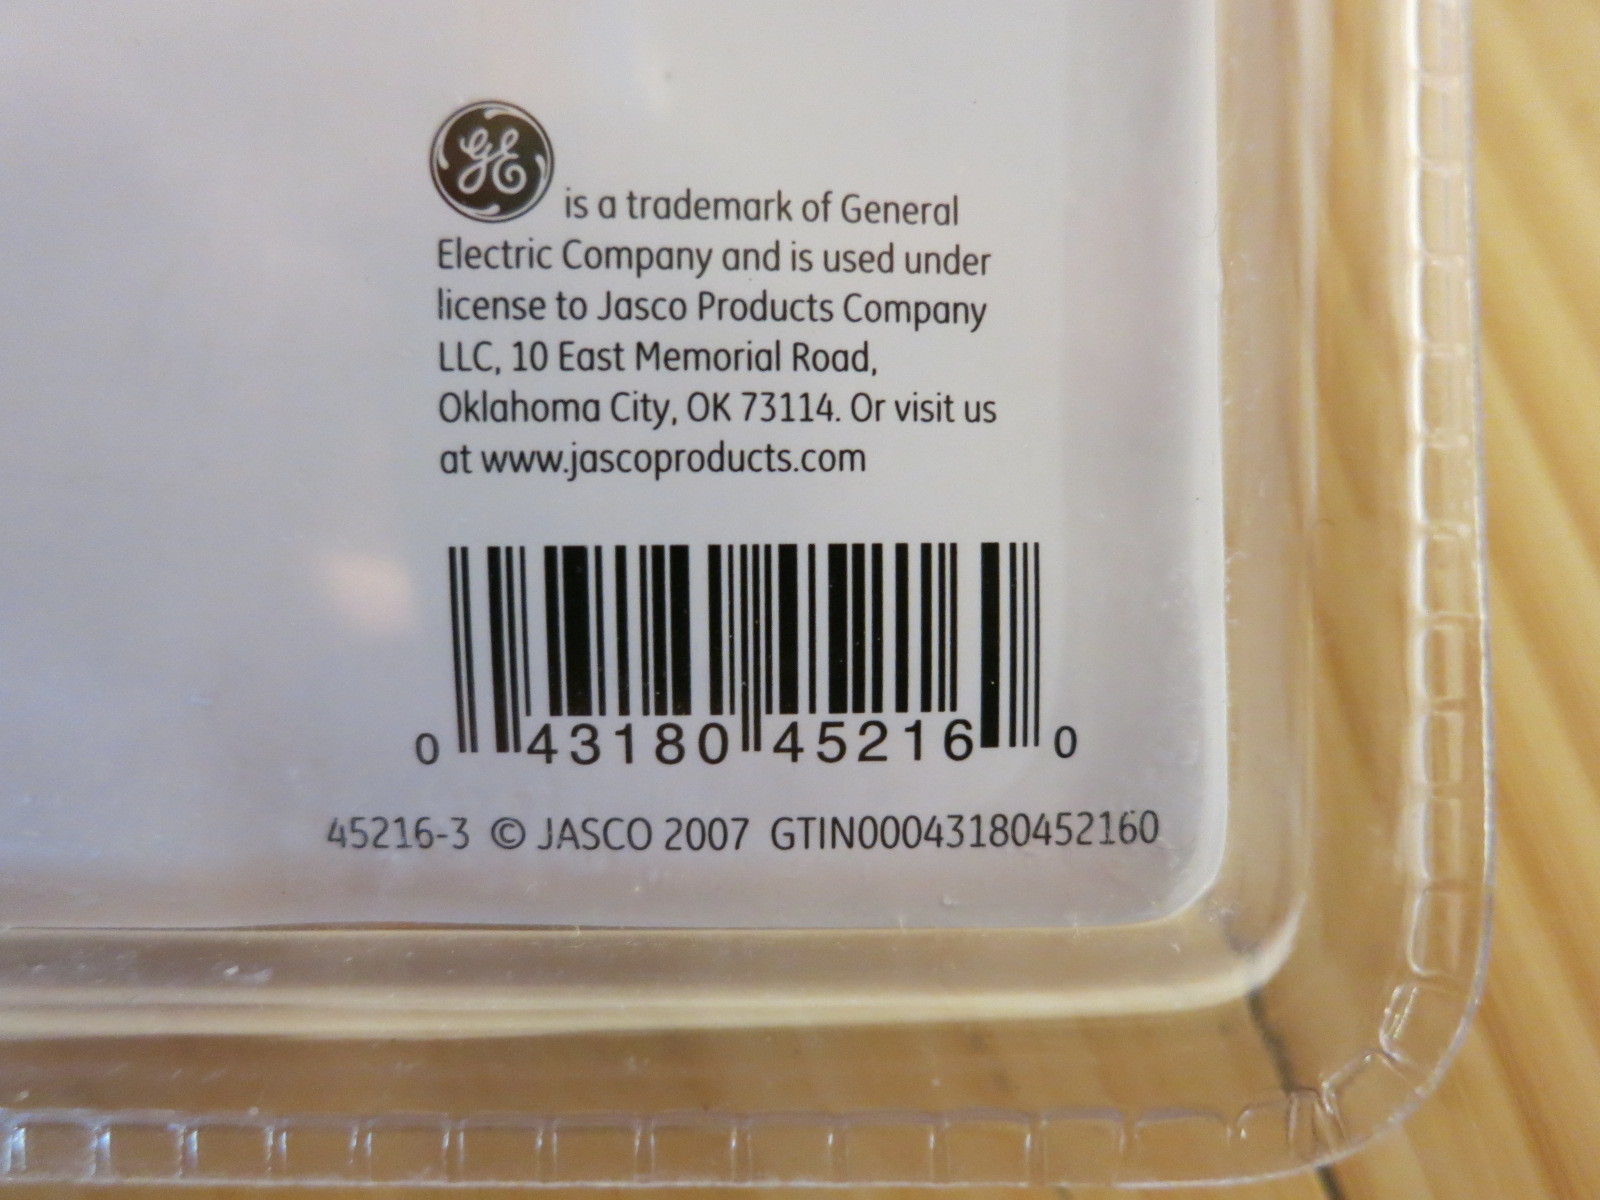 GE is a trademark of General
Electric Company and is used under
license to Jasco Products Company
LLC, 10 East Memorial Road,
Oklahoma City, OK 73114. Or visit us
at www.jascoproducts.com
0 43180 45216 0
45216-3 © JASCO 2007 GTIN00043180452160